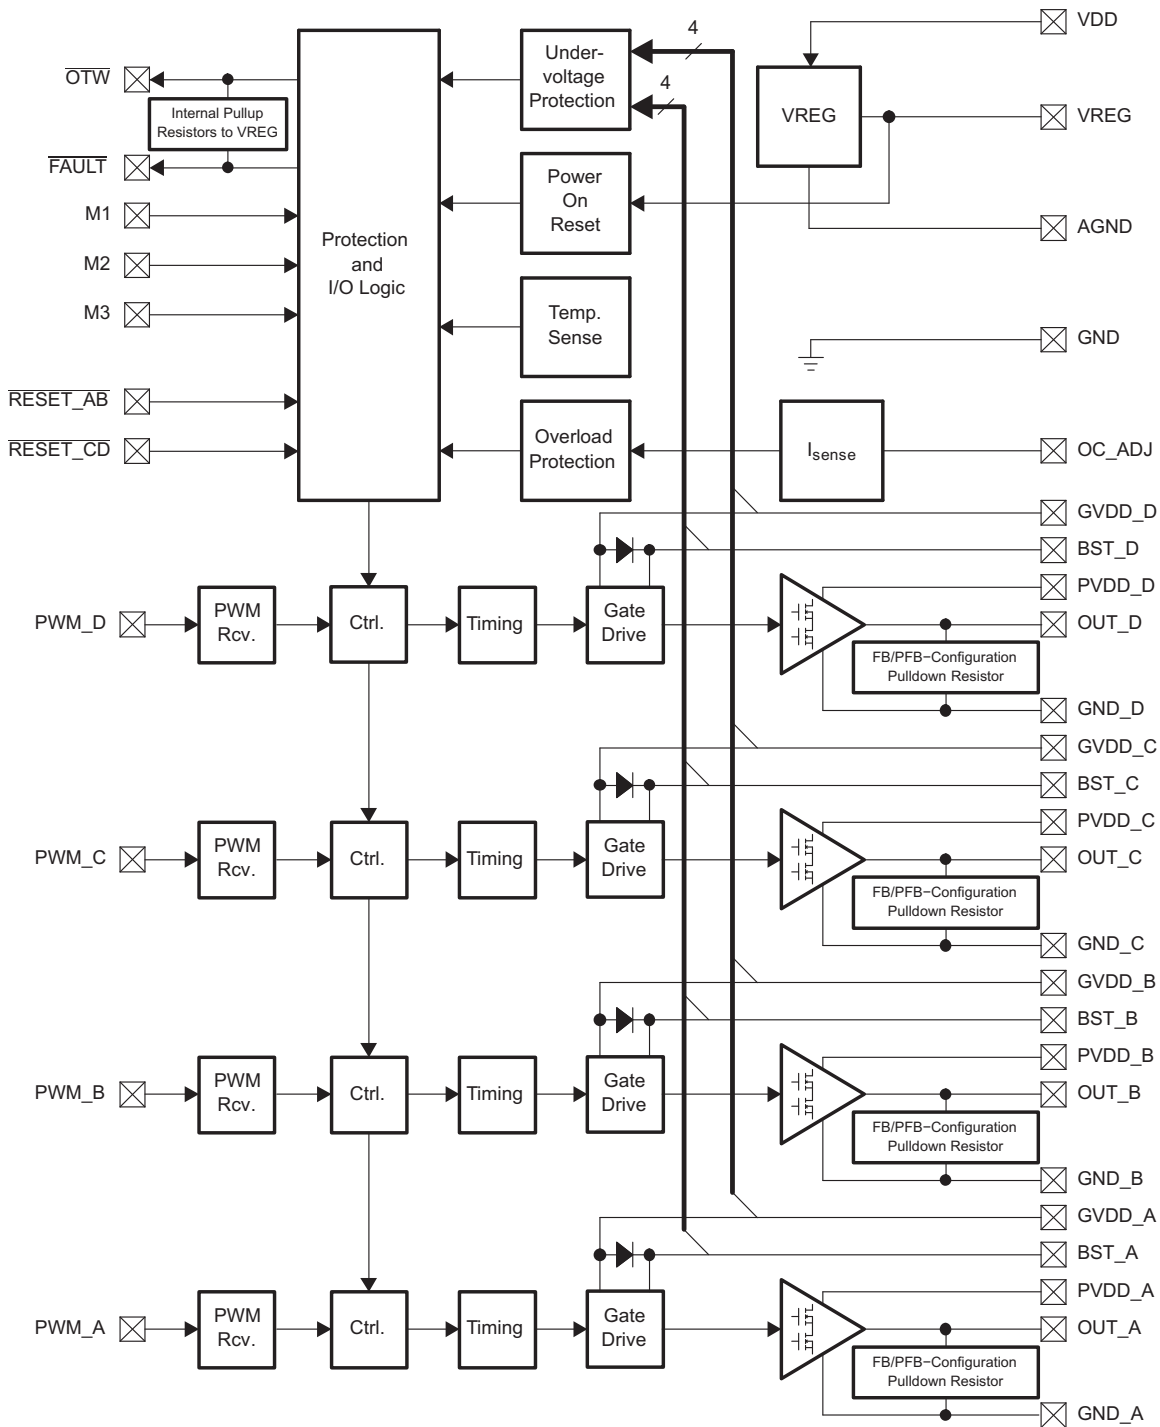 4
VDD
Under-
voltage
Protection
OTW
4
Internal Pullup
Resistors to VREG
VREG
VREG
FAULT
Power
On
Reset
M1
AGND
Protection
and
I/O Logic
M2
M3
Temp.
Sense
GND
RESET_AB
RESET_CD
Overload
Protection
Isense
OC_ADJ
GVDD_D
BST_D
PVDD_D
PWM_D
PWM
Rcv.
Ctrl.
Timing
Gate
Drive
OUT_D
FB/PFB−Configuration
Pulldown Resistor
GND_D
GVDD_C
BST_C
PVDD_C
PWM_C
PWM
Rcv.
Ctrl.
Timing
Gate
Drive
OUT_C
FB/PFB−Configuration
Pulldown Resistor
GND_C
GVDD_B
BST_B
PVDD_B
PWM_B
PWM
Rcv.
Ctrl.
Timing
Gate
Drive
OUT_B
FB/PFB−Configuration
Pulldown Resistor
GND_B
GVDD_A
BST_A
PVDD_A
PWM_A
PWM
Rcv.
Ctrl.
Timing
Gate
Drive
OUT_A
FB/PFB−Configuration
Pulldown Resistor
GND_A